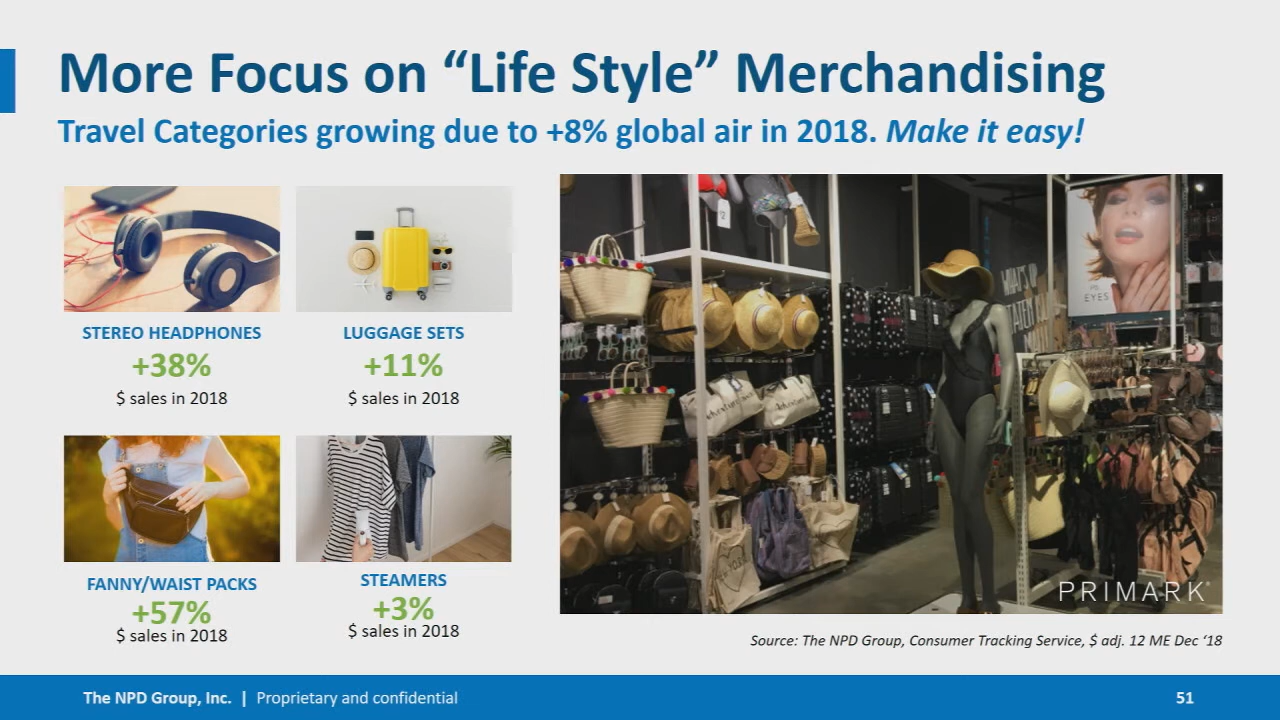 More Focus on “Life Style” Merchandising
Travel Categories growing due to +8% global air in 2018. Make it easy!
STEREO HEADPHONES
+38%
$ sales in 2018
LUGGAGE SETS
+11%
$ sales in 2018
FANNY/WAIST PACKS
+57%
$ sales in 2018
STEAMERS
+3%
$ sales in 2018
WHAT'S UP
EYES
PRIMARK
Source: The NPD Group, Consumer Tracking Service, $ adj. 12 ME Dec ‘18
The NPD Group, Inc. | Proprietary and confidential
51